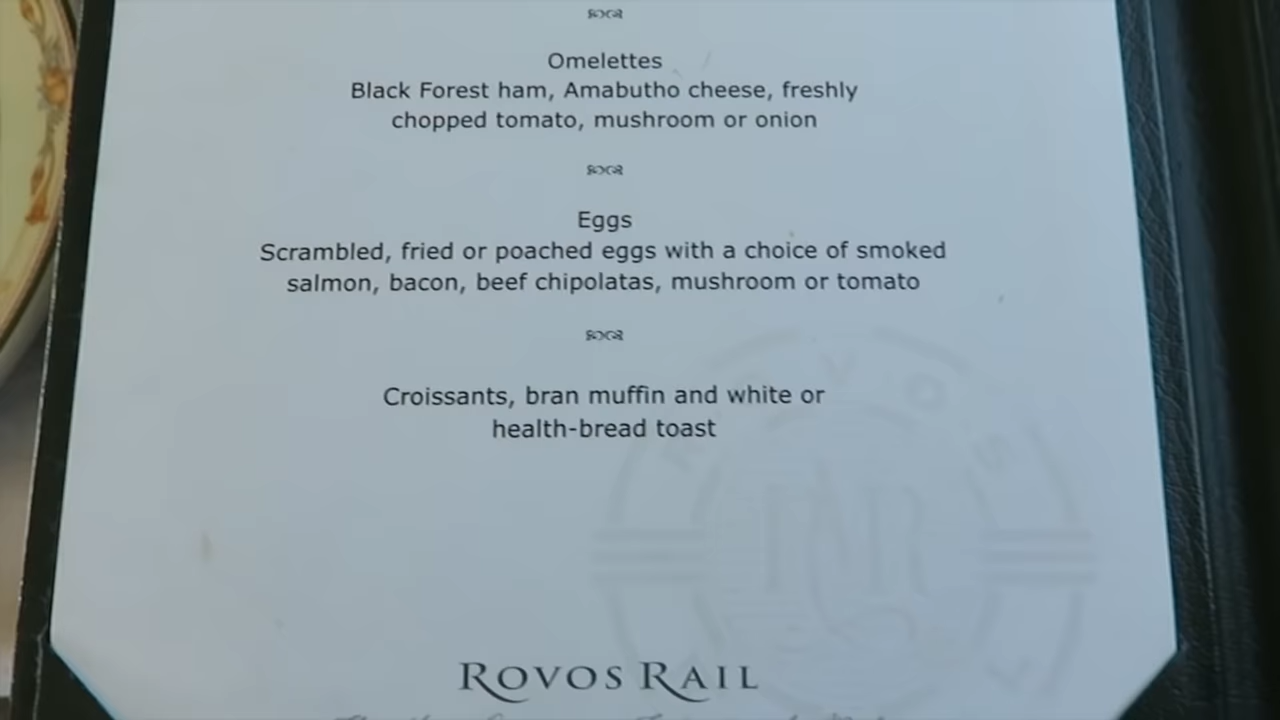 Omelettes
Black Forest ham, Amabutho cheese, freshly
chopped tomato, mushroom or onion
Eggs
Scrambled, fried or poached eggs with a choice of smoked
salmon, bacon, beef chipolatas, mushroom or tomato
Croissants, bran muffin and white or
health-bread toast
ROVOS RAIL